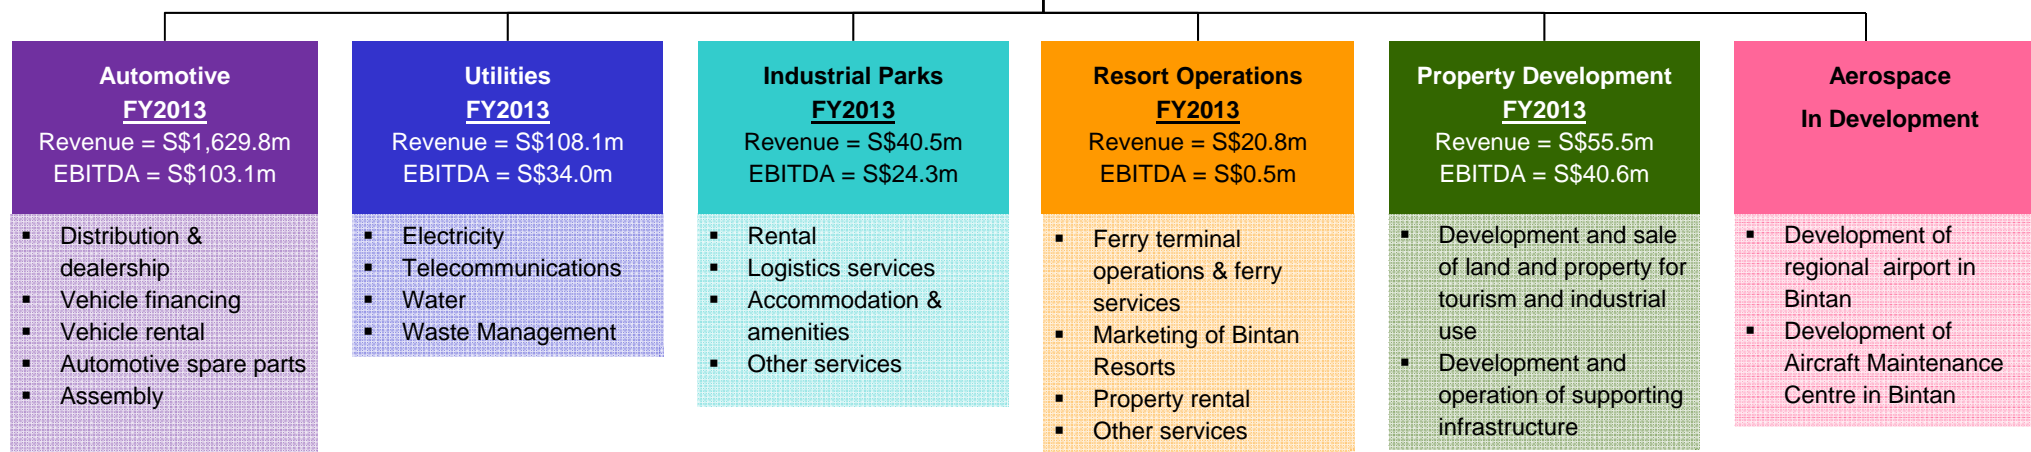 Automotive
FY2013
Revenue = S$1,629.8m
EBITDA = S$103.1m
▪ Distribution &
dealership
▪ Vehicle financing
▪ Vehicle rental
▪ Automotive spare parts
▪ Assembly
Utilities
FY2013
Revenue = S$108.1m
EBITDA = S$34.0m
▪ Electricity
▪ Telecommunications
▪ Water
▪ Waste Management
Industrial Parks
FY2013
Revenue = S$40.5m
EBITDA = S$24.3m
▪ Rental
▪ Logistics services
▪ Accommodation &
amenities
▪ Other services
Resort Operations
FY2013
Revenue = S$20.8m
EBITDA = S$0.5m
▪ Ferry terminal
operations & ferry
services
▪ Marketing of Bintan
Resorts
▪ Property rental
▪ Other services
Property Development
FY2013
Revenue = S$55.5m
EBITDA = S$40.6m
▪ Development and sale
of land and property for
tourism and industrial
use
▪ Development and
operation of supporting
infrastructure
Aerospace
In Development
▪ Development of
regional airport in
Bintan
▪ Development of
Aircraft Maintenance
Centre in Bintan